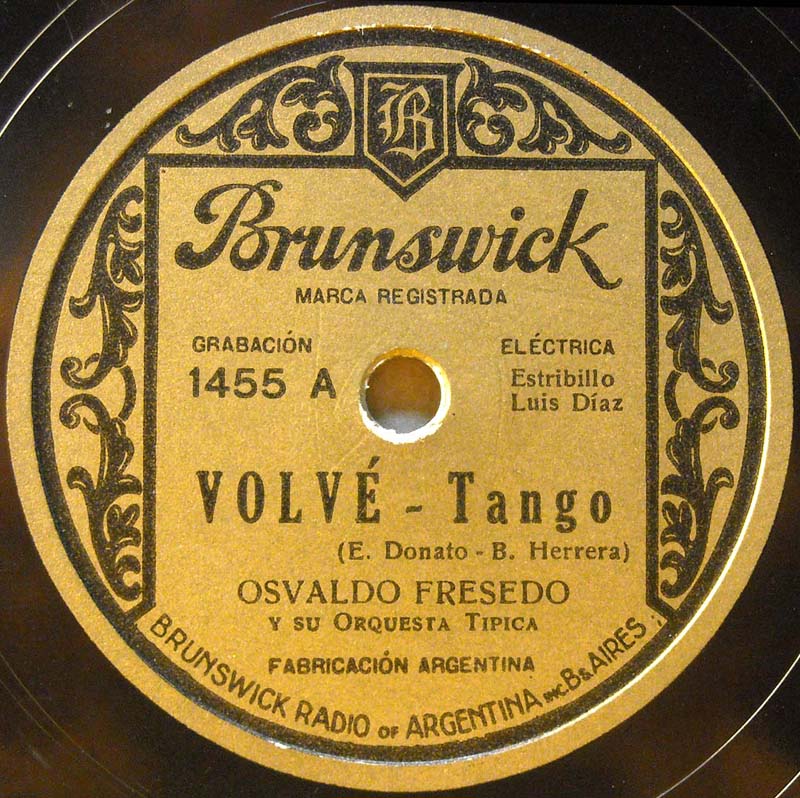 B
Brunswick
MARCA REGISTRADA
GRABACIÓN ELÉCTRICA
1455 A
Estribillo
Luis Díaz
VOLVÉ - Tango
(E. Donato - B. Herrera)
OSVALDO FRESEDO
Y SU ORQUESTA TIPICA
FABRICACIÓN ARGENTINA
BRUNSWICK RADIO OF ARGENTINA INC. Bs AIRES